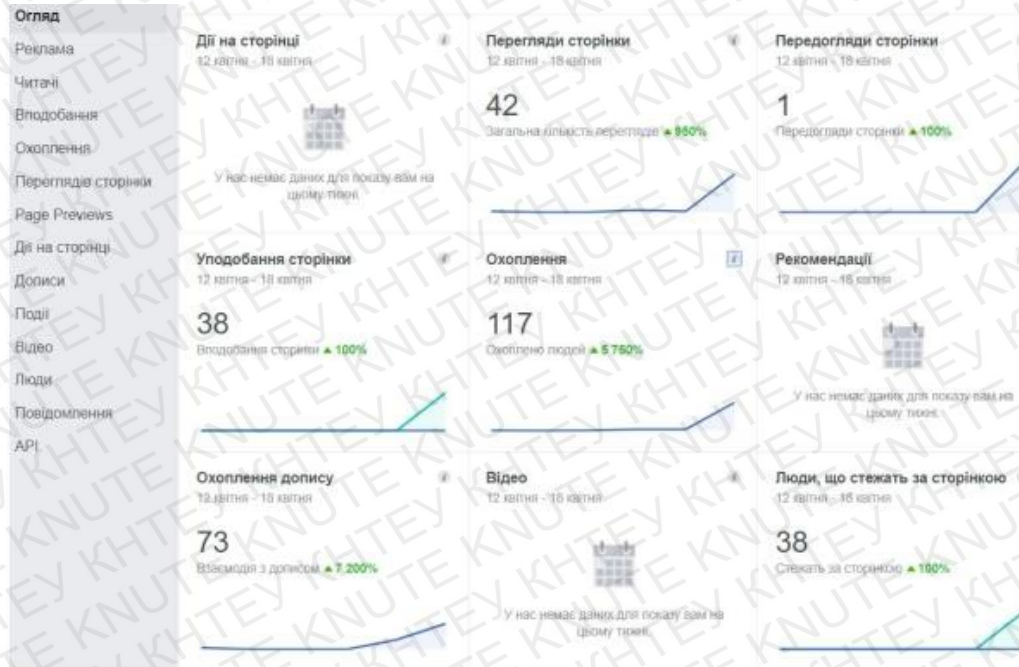 Огляд
Реклама
Читачі
Вподобання
Охоплення
Переглядів сторінки
Page Previews
Дії на сторінці
Дописи
Події
Відео
Люди
Повідомлення
API
Дії на сторінці
12 квітня - 18 квітня
У нас немає даних для показу вам на
цьому тижні.
Перегляди сторінки
12 квітня - 18 квітня
42
Загальна кількість переглядів ▲ 950%
Передогляди сторінки
12 квітня - 18 квітня
1
Передогляди сторінки ▲ 100%
Уподобання сторінки
12 квітня - 18 квітня
38
Вподобання сторінки ▲ 100%
Охоплення
12 квітня - 18 квітня
117
Охоплено людей ▲ 5 750%
Рекомендації
12 квітня - 18 квітня
У нас немає даних для показу вам на
цьому тижні.
Охоплення допису
12 квітня - 18 квітня
73
Взаємодія з дописом ▲ 7 200%
Відео
12 квітня - 18 квітня
У нас немає даних для показу вам на
цьому тижні.
Люди, що стежать за сторінкою
12 квітня - 18 квітня
38
Стежать за сторінкою ▲ 100%
KHTEY KNUTE